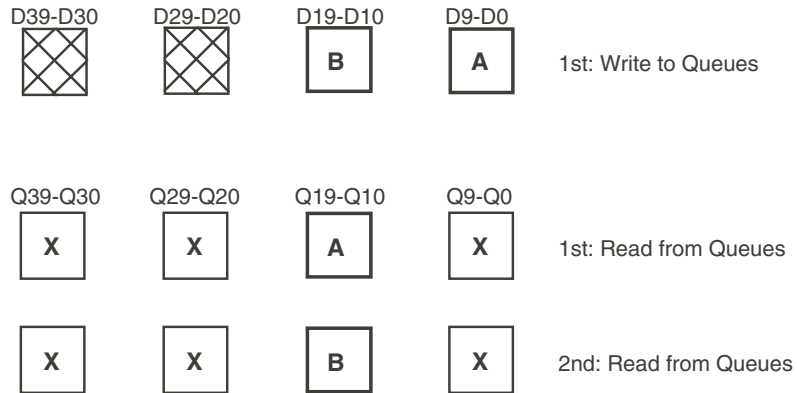 D39-D30 D29-D20 D19-D10 D9-D0
B A 1st: Write to Queues
Q39-Q30 Q29-Q20 Q19-Q10 Q9-Q0
X X A X 1st: Read from Queues
X X B X 2nd: Read from Queues